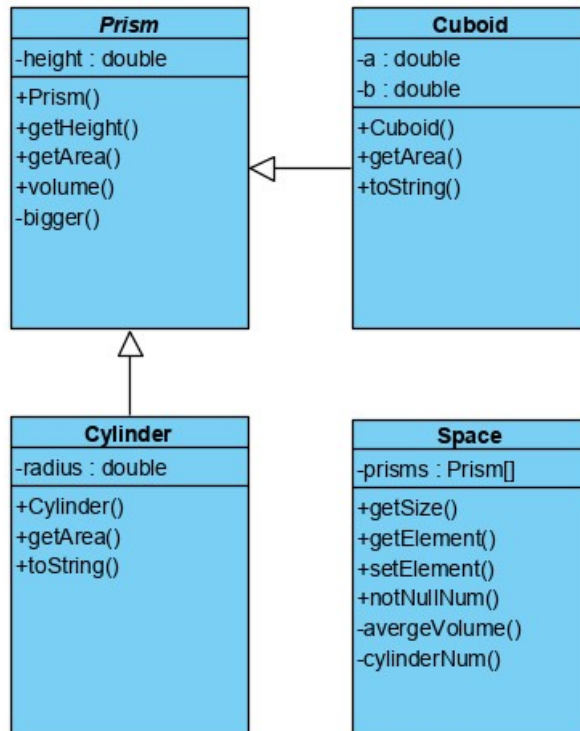 Prism
-height : double
+Prism()
+getHeight()
+getArea()
+volume()
-bigger()
Cuboid
-a : double
-b : double
+Cuboid()
+getArea()
+toString()
Cylinder
-radius : double
+Cylinder()
+getArea()
+toString()
Space
-prisms : Prism[]
+getSize()
+getElement()
+setElement()
+notNullNum()
-avergeVolume()
-cylinderNum()